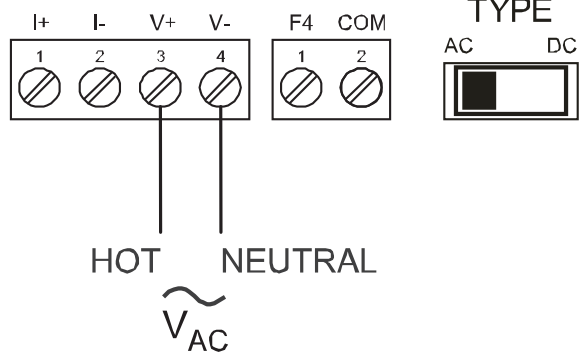 TYPE
I+ I- V+ V- F4 COM AC DC
1 2 3 4 1 2
HOT NEUTRAL
VAC